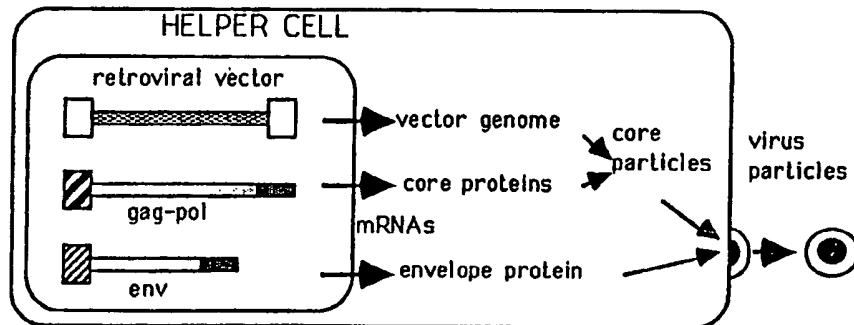 HELPER CELL
retroviral vector
vector genome
core
particles
virus
particles
core proteins
gag-pol
mRNAs
envelope protein
env